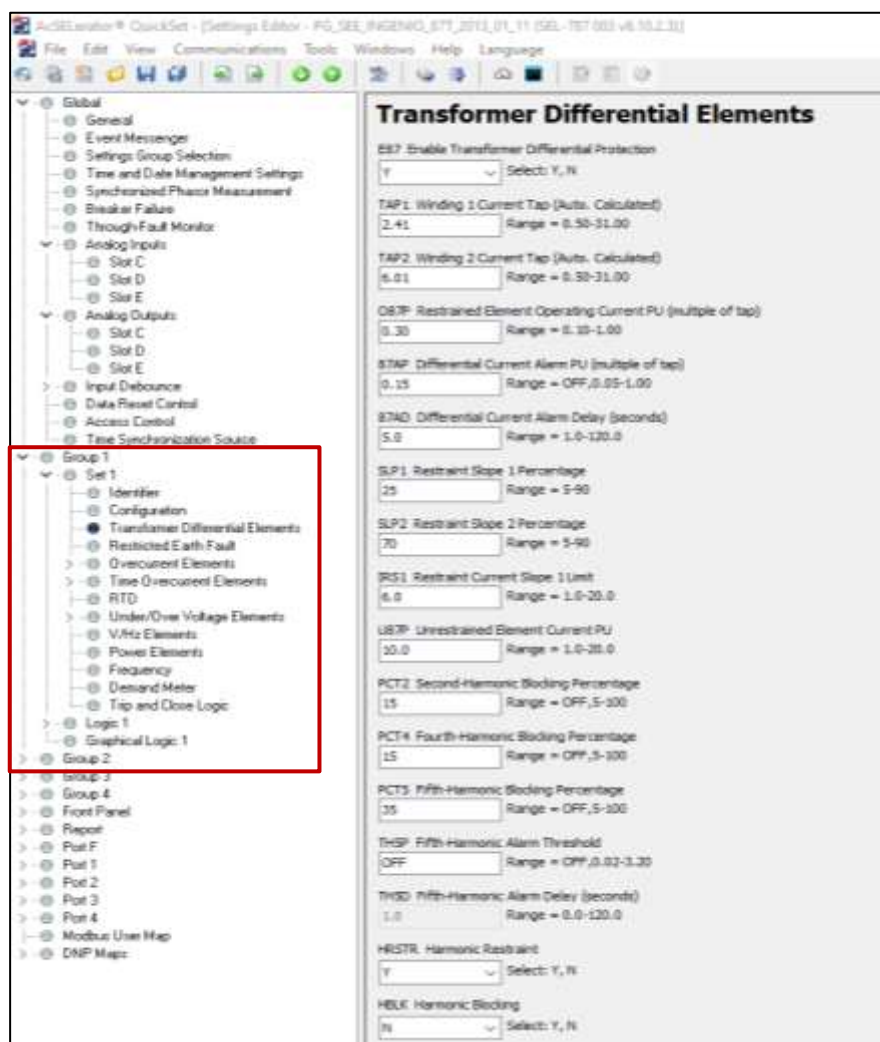 AcSELerator® QuickSet - [Settings Editor - PG_SEE_INGENIO_87T_2013_01_11 (SEL-787 003 v6.10.2.3)]
File Edit View Communications Tools Windows Help Language
Global
General
Event Messenger
Settings Group Selection
Time and Date Management Settings
Synchronized Phasor Measurement
Breaker Failure
Through-Fault Monitor
Analog Inputs
Slot C
Slot D
Slot E
Analog Outputs
Slot C
Slot D
Slot E
Input Debounce
Data Reset Control
Access Control
Time Synchronization Source
Group 1
Set 1
Identifier
Configuration
Transformer Differential Elements
Restricted Earth Fault
Overcurrent Elements
Time Overcurrent Elements
RTD
Under/Over Voltage Elements
V/Hz Elements
Power Elements
Frequency
Demand Meter
Trip and Close Logic
Logic 1
Graphical Logic 1
Group 2
Group 3
Group 4
Front Panel
Report
Port F
Port 1
Port 2
Port 3
Port 4
Modbus User Map
DNP Maps
Transformer Differential Elements
E87 Enable Transformer Differential Protection
Y Select: Y, N
TAP1 Winding 1 Current Tap (Auto. Calculated)
2.41 Range = 0.50-31.00
TAP2 Winding 2 Current Tap (Auto. Calculated)
6.01 Range = 0.50-31.00
O87P Restrained Element Operating Current PU (multiple of tap)
0.30 Range = 0.10-1.00
87AP Differential Current Alarm PU (multiple of tap)
0.15 Range = OFF,0.05-1.00
87AD Differential Current Alarm Delay (seconds)
5.0 Range = 1.0-120.0
SLP1 Restraint Slope 1 Percentage
25 Range = 5-90
SLP2 Restraint Slope 2 Percentage
70 Range = 5-90
IRS1 Restraint Current Slope 1 Limit
6.0 Range = 1.0-20.0
U87P Unrestrained Element Current PU
10.0 Range = 1.0-20.0
PCT2 Second-Harmonic Blocking Percentage
15 Range = OFF,5-100
PCT4 Fourth-Harmonic Blocking Percentage
15 Range = OFF,5-100
PCT5 Fifth-Harmonic Blocking Percentage
35 Range = OFF,5-100
TH5P Fifth-Harmonic Alarm Threshold
OFF Range = OFF,0.02-3.20
TH5D Fifth-Harmonic Alarm Delay (seconds)
1.0 Range = 0.0-120.0
HRSTR Harmonic Restraint
Y Select: Y, N
HBLK Harmonic Blocking
N Select: Y, N